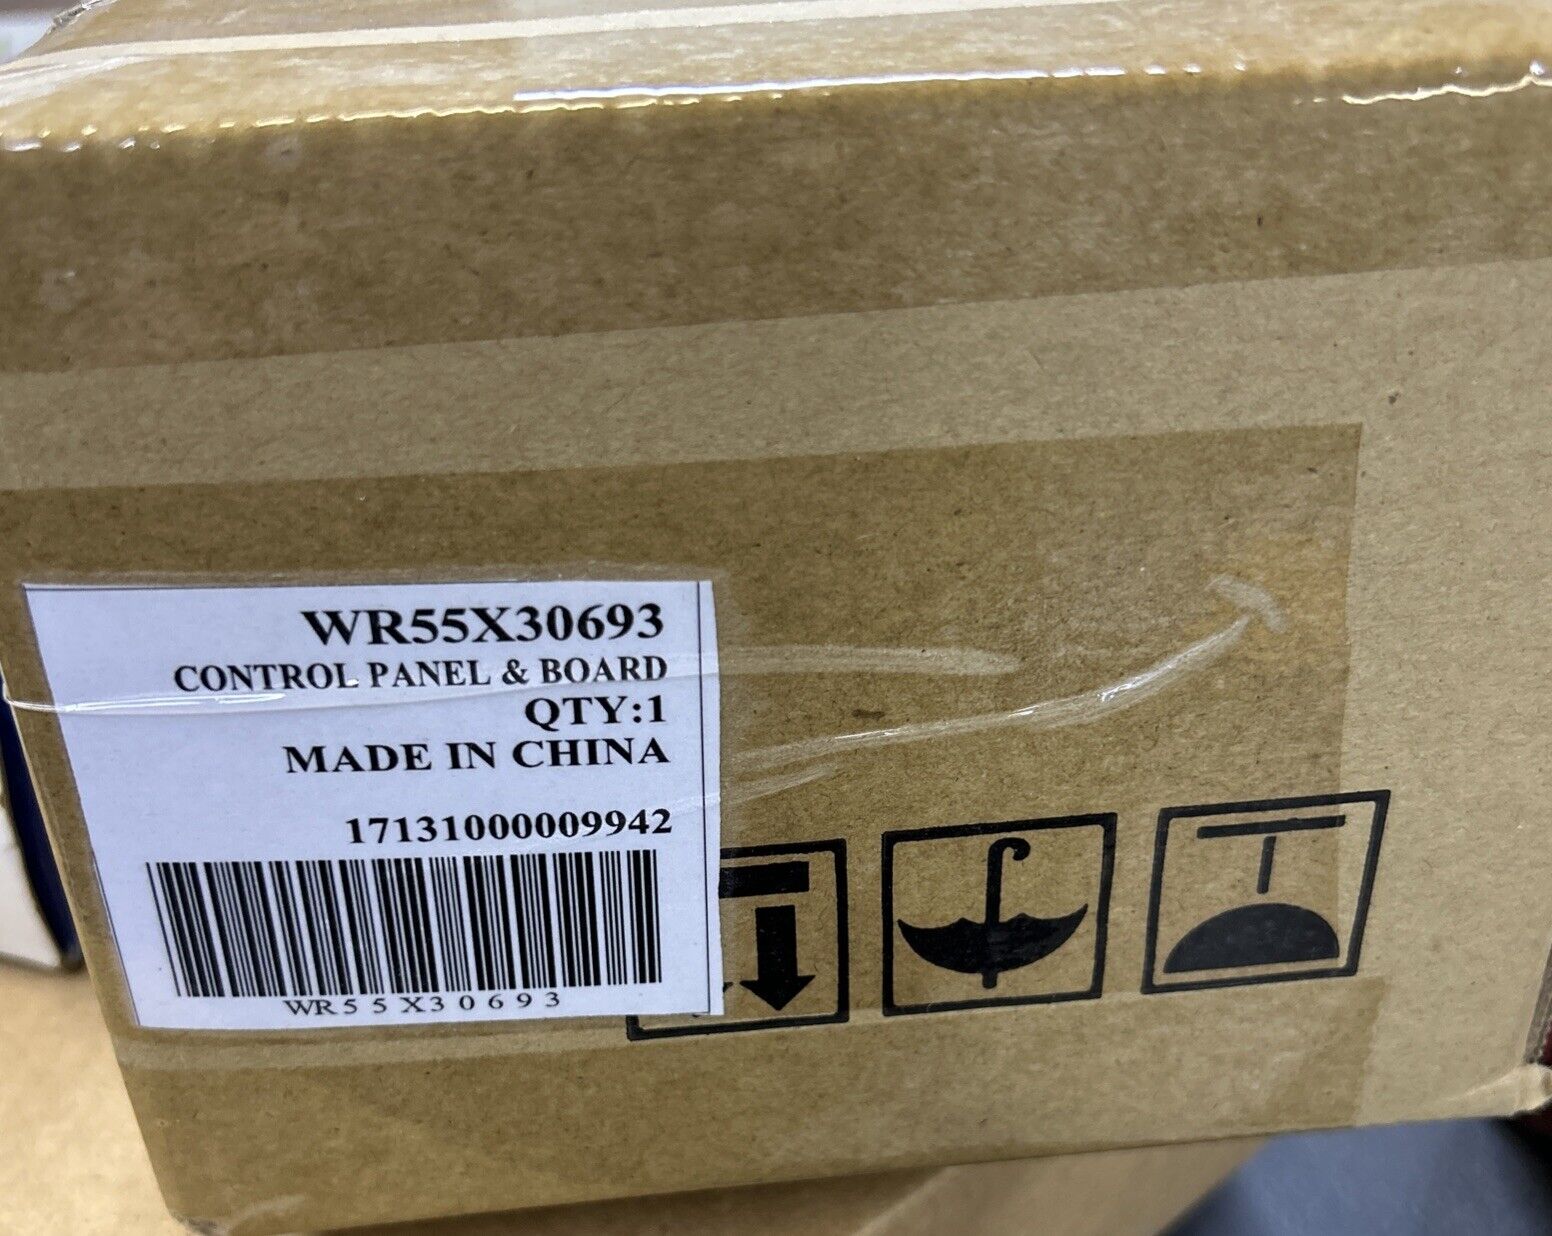 WR55X30693
CONTROL PANEL & BOARD
QTY:1
MADE IN CHINA
17131000009942
WR55X30693